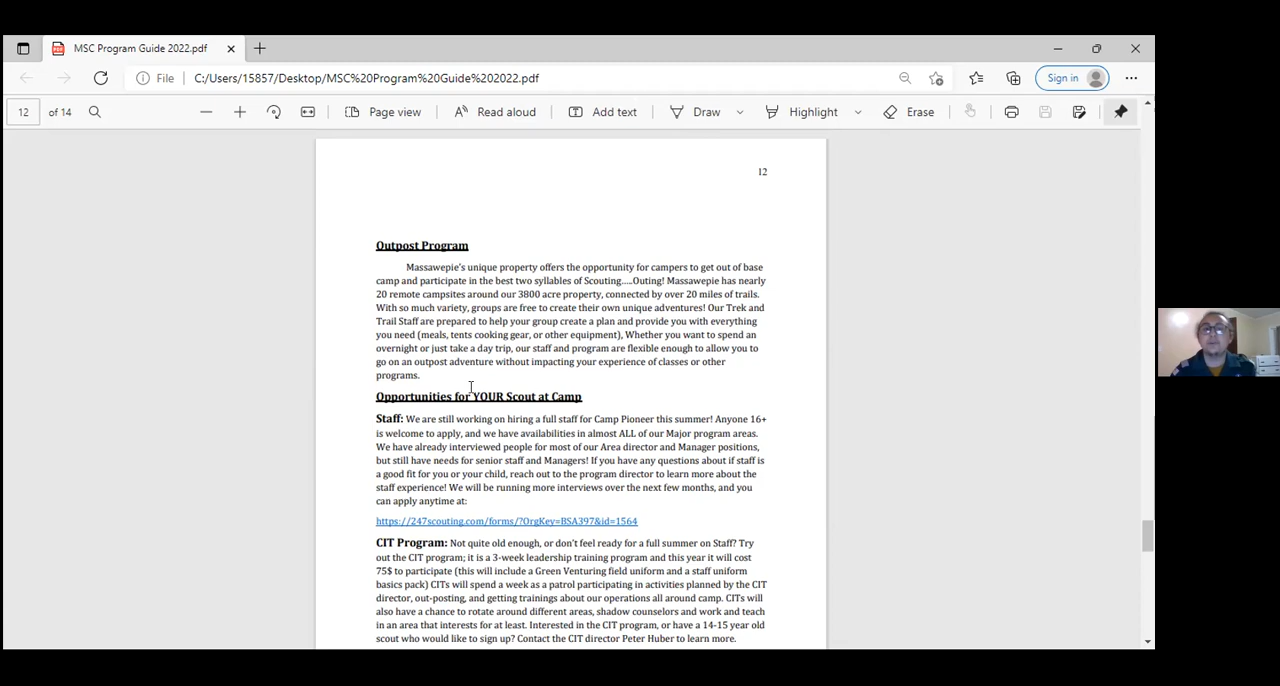 MSC Program Guide 2022.pdf
File C:/Users/15857/Desktop/MSC%20Program%20Guide%202022.pdf Sign in
12 of 14 Page view Read aloud Add text Draw Highlight Erase
12
Outpost Program
Massawepie's unique property offers the opportunity for campers to get out of base
camp and participate in the best two syllables of Scouting.....Outing! Massawepie has nearly
20 remote campsites around our 3800 acre property, connected by over 20 miles of trails.
With so much variety, groups are free to create their own unique adventures! Our Trek and
Trail Staff are prepared to help your group create a plan and provide you with everything
you need (meals, tents cooking gear, or other equipment), Whether you want to spend an
overnight or just take a day trip, our staff and program are flexible enough to allow you to
go on an outpost adventure without impacting your experience of classes or other
programs.
Opportunities for YOUR Scout at Camp
Staff: We are still working on hiring a full staff for Camp Pioneer this summer! Anyone 16+
is welcome to apply, and we have availabilities in almost ALL of our Major program areas.
We have already interviewed people for most of our Area director and Manager positions,
but still have needs for senior staff and Managers! If you have any questions about if staff is
a good fit for you or your child, reach out to the program director to learn more about the
staff experience! We will be running more interviews over the next few months, and you
can apply anytime at:
https://247scouting.com/forms/?OrgKey=BSA397&id=1564
CIT Program: Not quite old enough, or don't feel ready for a full summer on Staff? Try
out the CIT program; it is a 3-week leadership training program and this year it will cost
75$ to participate (this will include a Green Venturing field uniform and a staff uniform
basics pack) CITs will spend a week as a patrol participating in activities planned by the CIT
director, out-posting, and getting trainings about our operations all around camp. CITs will
also have a chance to rotate around different areas, shadow counselors and work and teach
in an area that interests for at least. Interested in the CIT program, or have a 14-15 year old
scout who would like to sign up? Contact the CIT director Peter Huber to learn more.